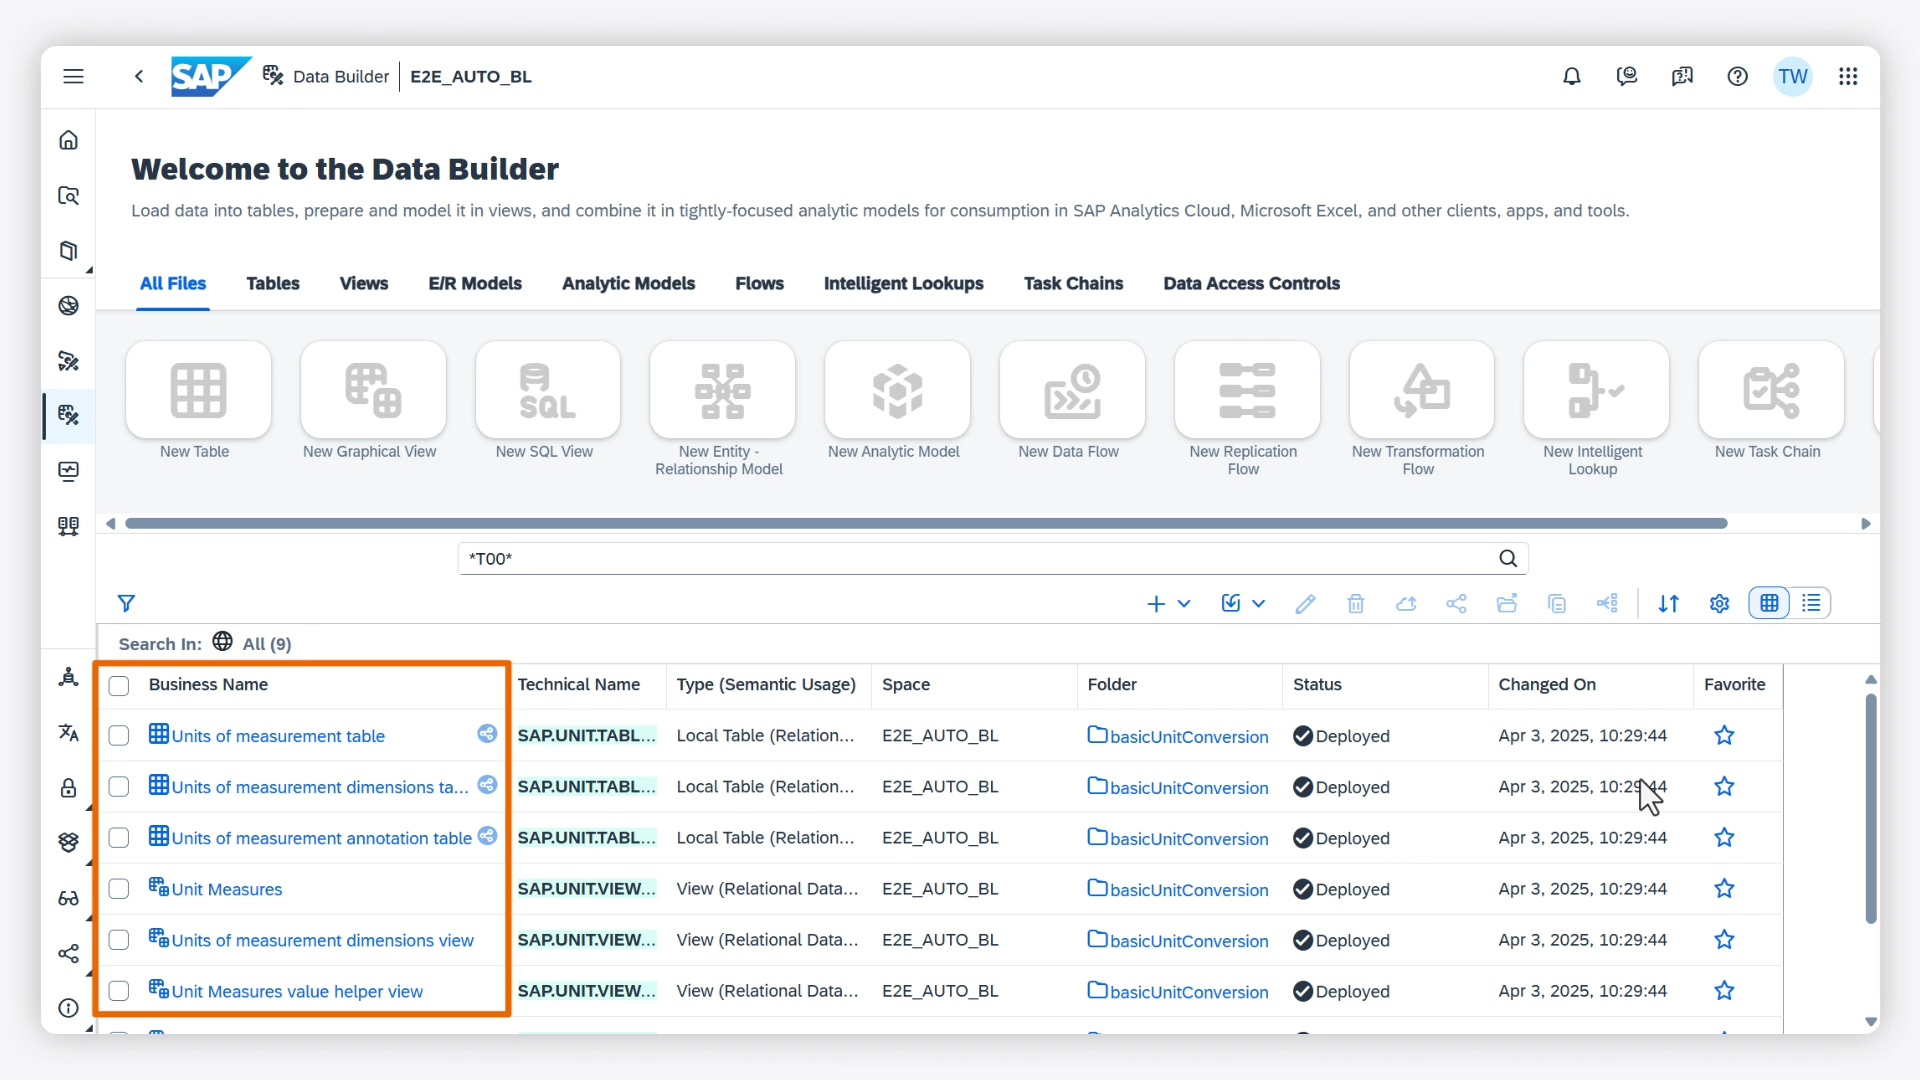 SAP Data Builder E2E_AUTO_BL TW
Welcome to the Data Builder
Load data into tables, prepare and model it in views, and combine it in tightly-focused analytic models for consumption in SAP Analytics Cloud, Microsoft Excel, and other clients, apps, and tools.
All Files Tables Views E/R Models Analytic Models Flows Intelligent Lookups Task Chains Data Access Controls
SQL
New Table New Graphical View New SQL View New Entity - Relationship Model New Analytic Model New Data Flow New Replication Flow New Transformation Flow New Intelligent Lookup New Task Chain
*T00*
Search In: All (9)
Business Name Technical Name Type (Semantic Usage) Space Folder Status Changed On Favorite
Units of measurement table SAP.UNIT.TABL... Local Table (Relation... E2E_AUTO_BL basicUnitConversion Deployed Apr 3, 2025, 10:29:44
Units of measurement dimensions ta... SAP.UNIT.TABL... Local Table (Relation... E2E_AUTO_BL basicUnitConversion Deployed Apr 3, 2025, 10:29:44
Units of measurement annotation table SAP.UNIT.TABL... Local Table (Relation... E2E_AUTO_BL basicUnitConversion Deployed Apr 3, 2025, 10:29:44
Unit Measures SAP.UNIT.VIEW... View (Relational Data... E2E_AUTO_BL basicUnitConversion Deployed Apr 3, 2025, 10:29:44
Units of measurement dimensions view SAP.UNIT.VIEW... View (Relational Data... E2E_AUTO_BL basicUnitConversion Deployed Apr 3, 2025, 10:29:44
Unit Measures value helper view SAP.UNIT.VIEW... View (Relational Data... E2E_AUTO_BL basicUnitConversion Deployed Apr 3, 2025, 10:29:44